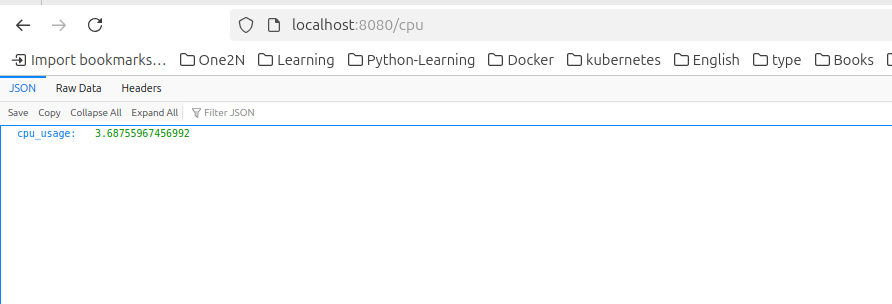 localhost:8080/cpu
Import bookmarks... One2N Learning Python-Learning Docker kubernetes English type Books
JSON Raw Data Headers
Save Copy Collapse All Expand All Filter JSON
cpu_usage: 3.68755967456992